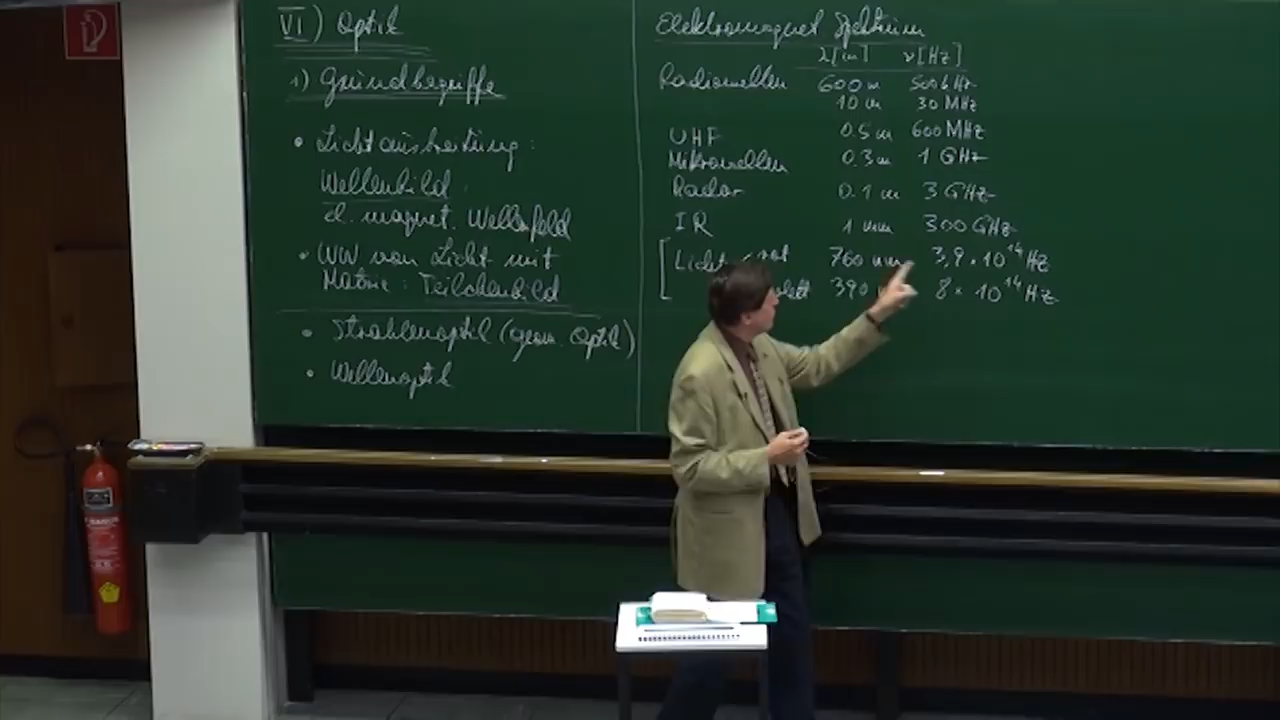 VI) Optik
1) Grundbegriffe
• Lichtausbreitung:
Wellenbild:
el. magnet. Wellenfeld
• WW von Licht mit
Materie: Teilchenbild
• Strahlenoptik (geom. Optik)
• Wellenoptik
Elektromagnet Spektrum
λ[m] ν[Hz]
Radiowellen 600 m 500 kHz
10 m 30 MHz
UHF 0.5 m 600 MHz
Mikrowellen 0.3 m 1 GHz
Radar 0.1 m 3 GHz
IR 1 mm 300 GHz
Licht rot 760 nm 3,9 × 10¹⁴ Hz
390 8 × 10¹⁴ Hz